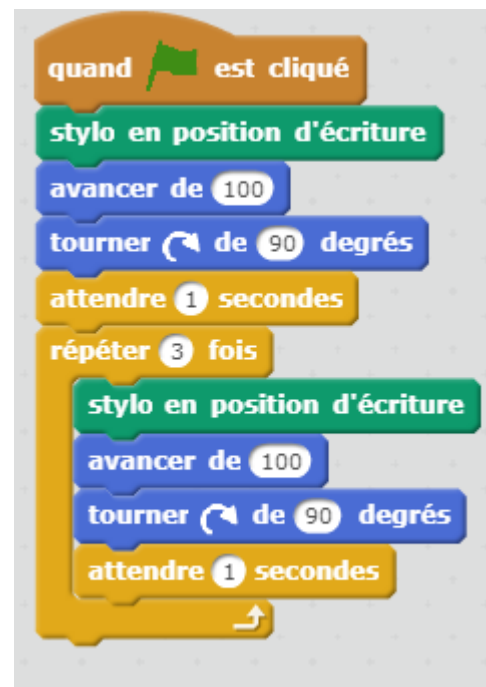 quand est cliqué
stylo en position d'écriture
avancer de 100
tourner de 90 degrés
attendre 1 secondes
répéter 3 fois
stylo en position d'écriture
avancer de 100
tourner de 90 degrés
attendre 1 secondes